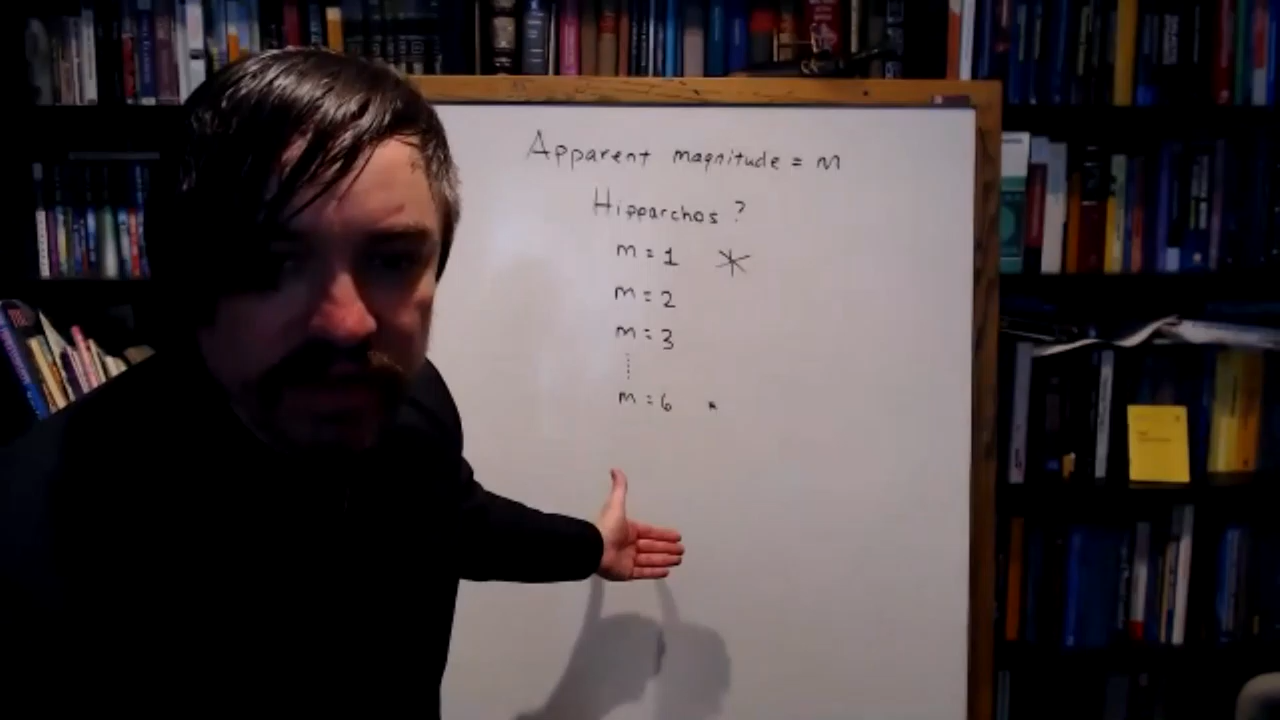 Apparent magnitude = m
Hipparchos ?
m = 1
m = 2
m = 3
m = 6